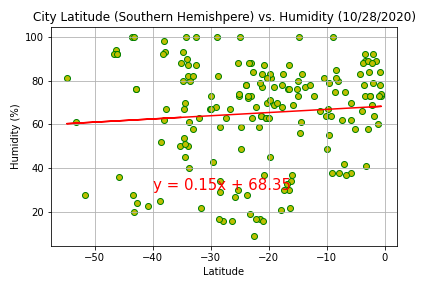 City Latitude (Southern Hemishpere) vs. Humidity (10/28/2020)
100
80
60
40
20
Humidity (%)
y = 0.15x + 68.35
−50
−40
−30
−20
−10
0
Latitude